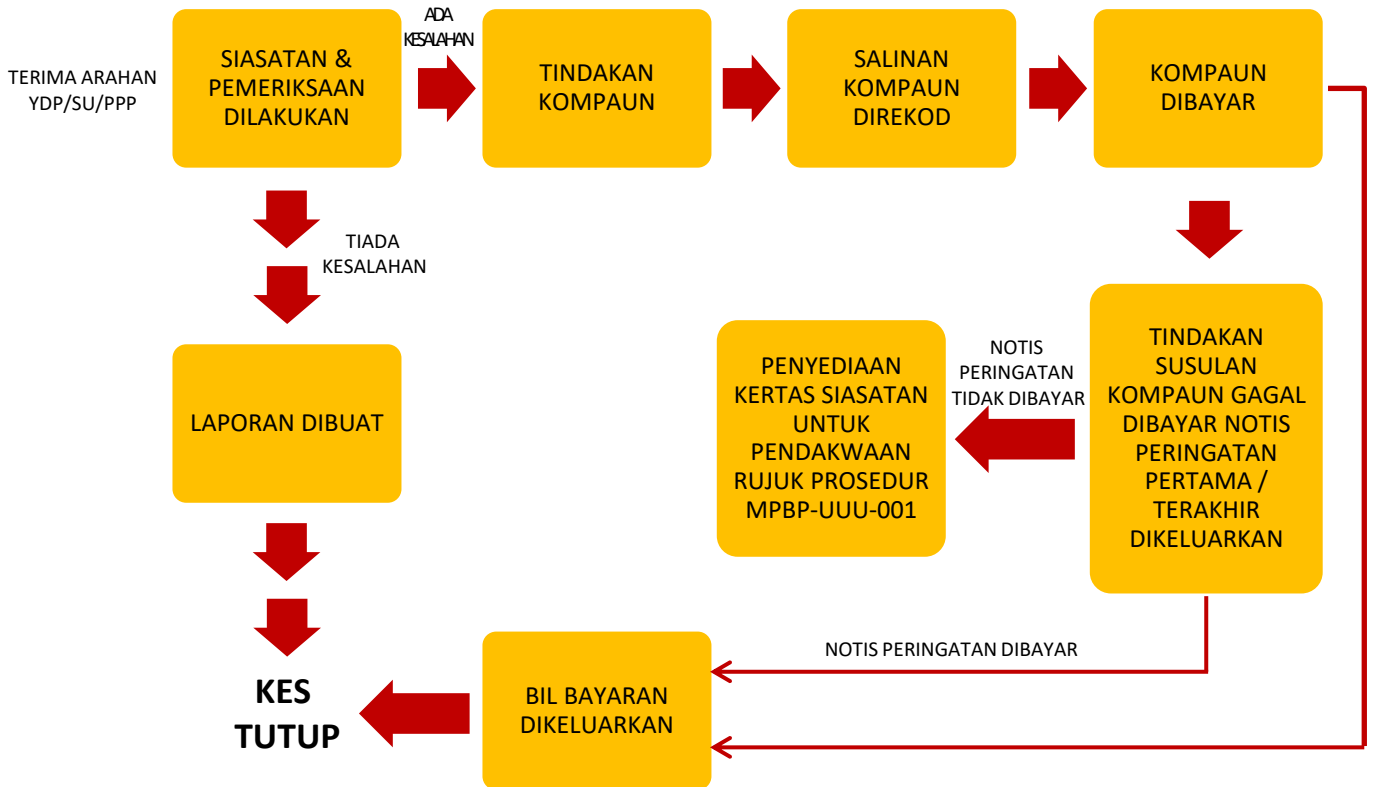 TERIMA ARAHAN
YDP/SU/PPP
SIASATAN &
PEMERIKSAAN
DILAKUKAN
ADA
KESALAHAN
TINDAKAN
KOMPAUN
SALINAN
KOMPAUN
DIREKOD
KOMPAUN
DIBAYAR
TIADA
KESALAHAN
LAPORAN DIBUAT
TINDAKAN
SUSULAN
KOMPAUN GAGAL
DIBAYAR NOTIS
PERINGATAN
PERTAMA /
TERAKHIR
DIKELUARKAN
NOTIS
PERINGATAN
TIDAK DIBAYAR
PENYEDIAAN
KERTAS SIASATAN
UNTUK
PENDAKWAAN
RUJUK PROSEDUR
MPBP-UUU-001
NOTIS PERINGATAN DIBAYAR
BIL BAYARAN
DIKELUARKAN
KES
TUTUP